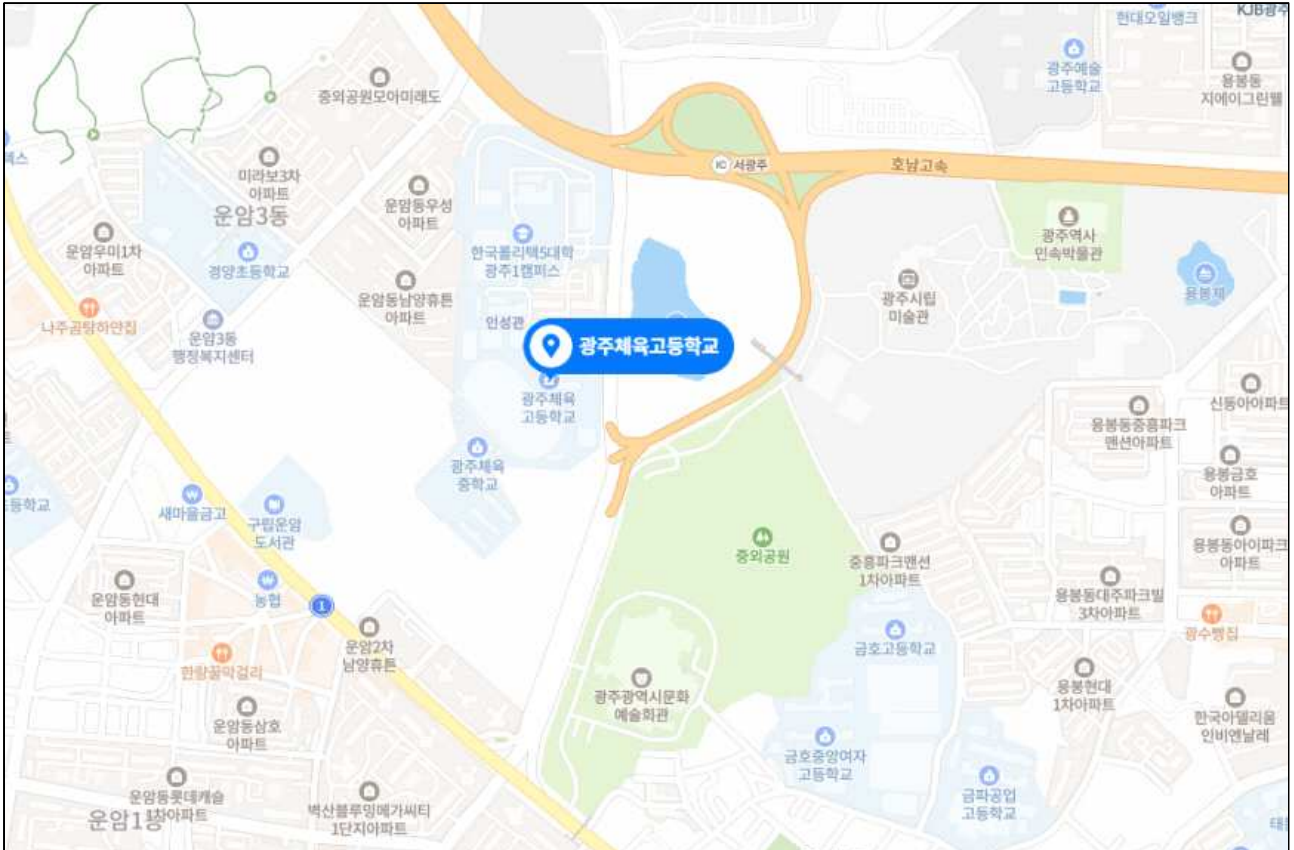 현대오일뱅크
KJB광주
광주예술
고등학교
용봉동
지에이그린웰
중외공원모아미래도
IC 서광주
호남고속
미라보3차
아파트
운암3동
운암동우성
아파트
광주역사
민속박물관
운암우미1차
아파트
경양초등학교
한국폴리텍5대학
광주1캠퍼스
광주시립
미술관
용봉제
운암동남양휴튼
아파트
나주곰탕하얀집
운암3동
행정복지센터
인성관
광주체육고등학교
광주체육
고등학교
신동아아파트
용봉동중흥파크
맨션아파트
광주체육
중학교
용봉금호
아파트
등학교
새마을금고
구립운암
도서관
중외공원
중흥파크맨션
1차아파트
용봉동아이파크
아파트
운암동현대
아파트
농협
1
용봉동대주파크빌
3차아파트
광수빵집
운암2차
남양휴튼
금호고등학교
한량꿀막걸리
광주광역시문화
예술회관
용봉현대
1차아파트
운암동삼호
아파트
한국아델리움
인비엔날레
금호중앙여자
고등학교
운암동롯데캐슬
1차아파트
운암1동
벽산블루밍메가씨티
1단지아파트
금파공업
고등학교